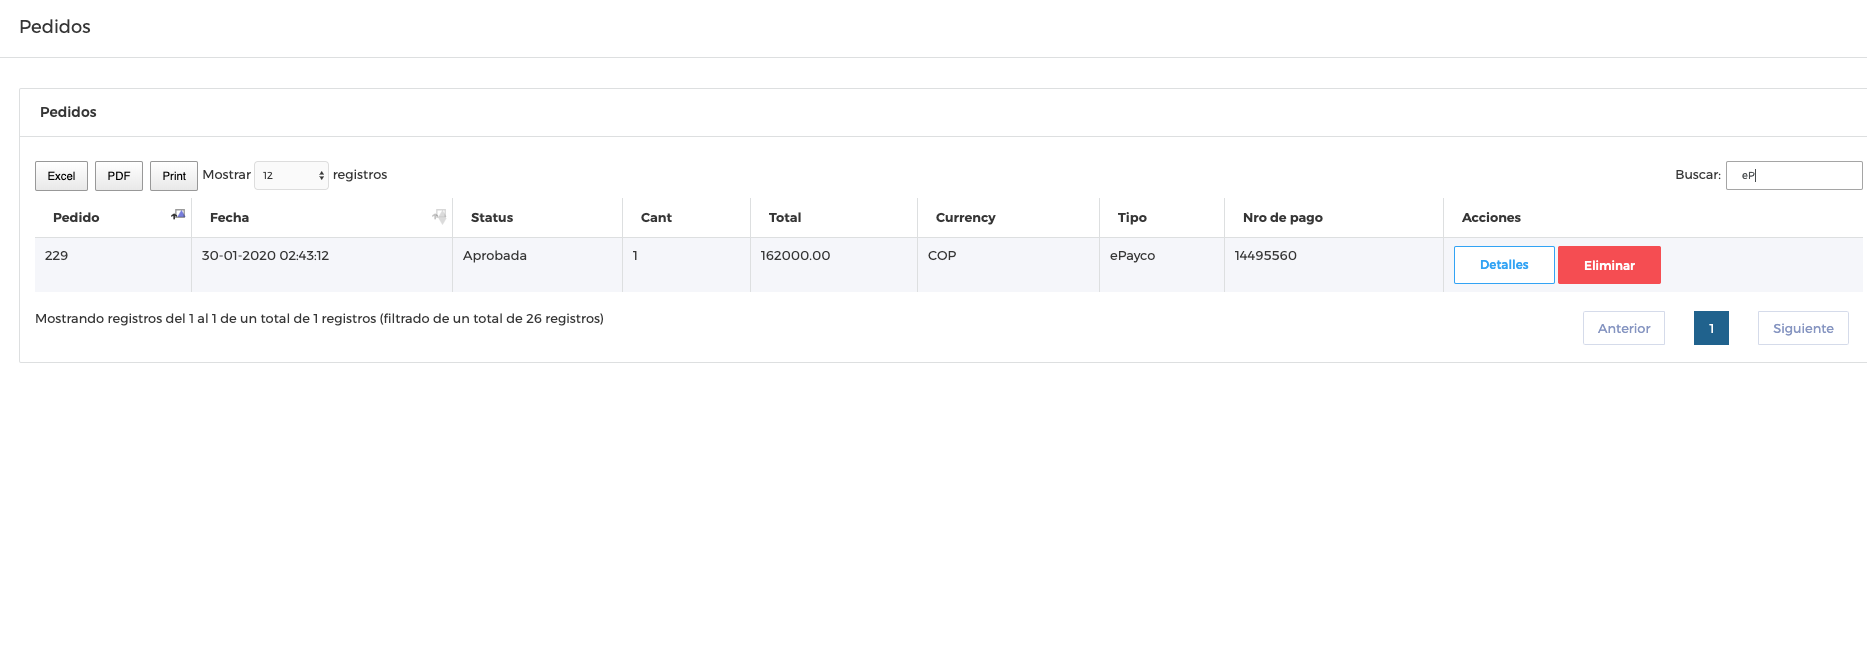 Pedidos
Pedidos
Excel PDF Print Mostrar 12 registros Buscar: eP
Pedido Fecha Status Cant Total Currency Tipo Nro de pago Acciones
229 30-01-2020 02:43:12 Aprobada 1 162000.00 COP ePayco 14495560 Detalles Eliminar
Mostrando registros del 1 al 1 de un total de 1 registros (filtrado de un total de 26 registros) Anterior 1 Siguiente